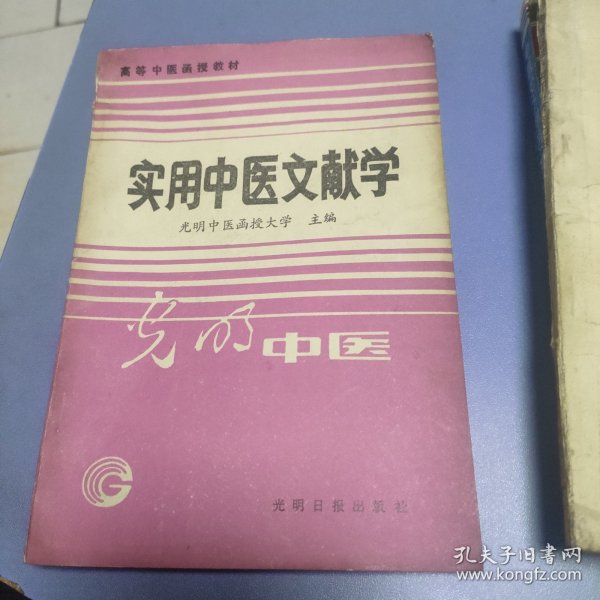 高等中医函授教材
实用中医文献学
光明中医函授大学 主编
光明中医
光明日报出版社
孔夫子旧书网
www.kongfz.com